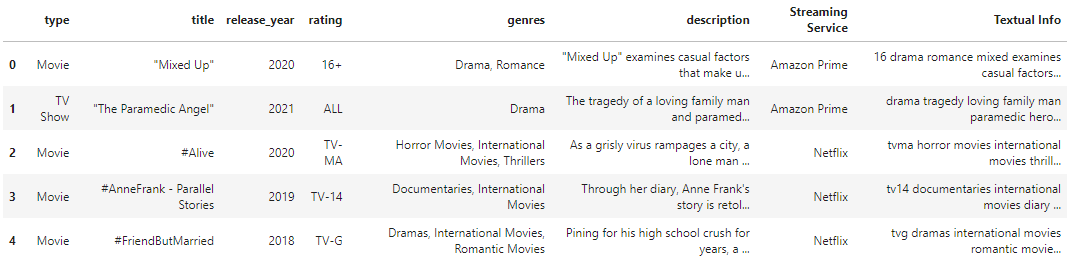 type title release_year rating genres description Streaming Service Textual Info
0 Movie "Mixed Up" 2020 16+ Drama, Romance "Mixed Up" examines casual factors that make u... Amazon Prime 16 drama romance mixed examines casual factors...
1 TV Show "The Paramedic Angel" 2021 ALL Drama The tragedy of a loving family man and paramed... Amazon Prime drama tragedy loving family man paramedic hero...
2 Movie #Alive 2020 TV-MA Horror Movies, International Movies, Thrillers As a grisly virus rampages a city, a lone man ... Netflix tvma horror movies international movies thrill...
3 Movie #AnneFrank - Parallel Stories 2019 TV-14 Documentaries, International Movies Through her diary, Anne Frank's story is retol... Netflix tv14 documentaries international movies diary ...
4 Movie #FriendButMarried 2018 TV-G Dramas, International Movies, Romantic Movies Pining for his high school crush for years, a ... Netflix tvg dramas international movies romantic movie...